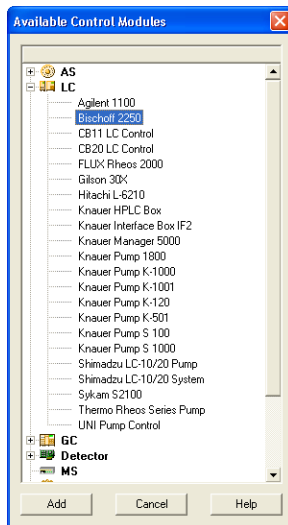 Available Control Modules
AS
LC
Agilent 1100
Bischoff 2250
CB11 LC Control
CB20 LC Control
FLUX Rheos 2000
Gilson 30X
Hitachi L-6210
Knauer HPLC Box
Knauer Interface Box IF2
Knauer Manager 5000
Knauer Pump 1800
Knauer Pump K-1000
Knauer Pump K-1001
Knauer Pump K-120
Knauer Pump K-501
Knauer Pump S 100
Knauer Pump S 1000
Shimadzu LC-10/20 Pump
Shimadzu LC-10/20 System
Sykam S2100
Thermo Rheos Series Pump
UNI Pump Control
GC
Detector
MS
Add Cancel Help